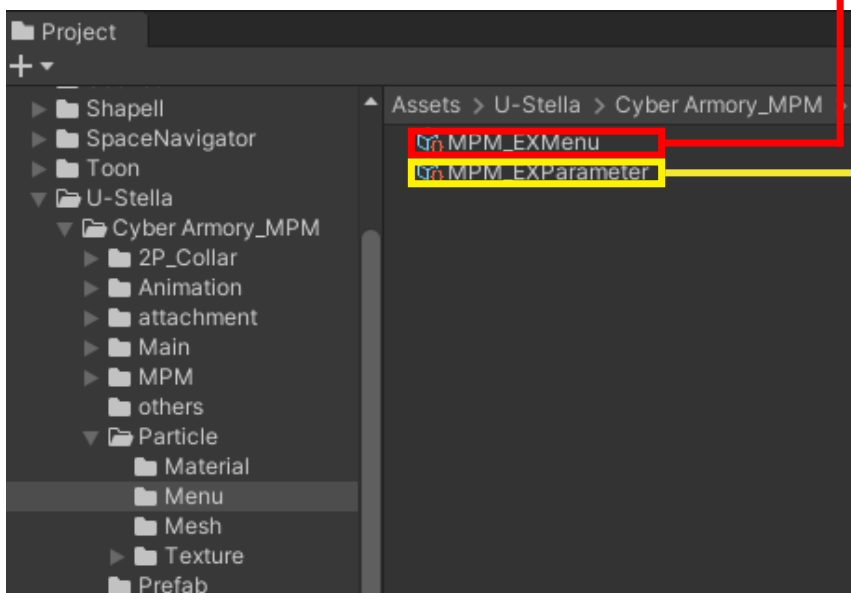 Project
Shapell
SpaceNavigator
Toon
U-Stella
Cyber Armory_MPM
2P_Collar
Animation
attachment
Main
MPM
others
Particle
Material
Menu
Mesh
Texture
Prefab
Assets > U-Stella > Cyber Armory_MPM >
MPM_EXMenu
MPM_EXParameter